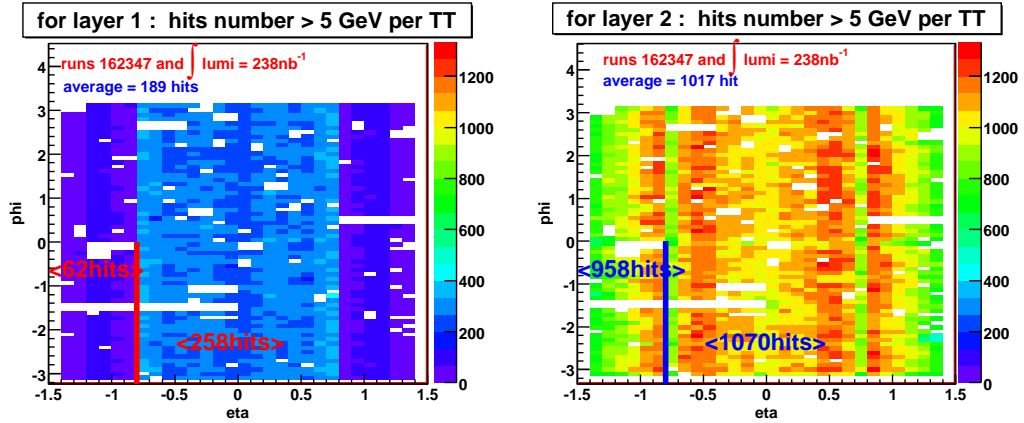 for layer 1 :  hits number > 5 GeV per TT
runs 162347 and ∫ lumi = 238nb⁻¹
average = 189 hits
4
3
2
1
0
-1
-2
-3
phi
<62hits>
<258hits>
-1.5 -1 -0.5 0 0.5 1 1.5
eta
1200
1000
800
600
400
200
0
for layer 2 :  hits number > 5 GeV per TT
runs 162347 and ∫ lumi = 238nb⁻¹
average = 1017 hit
4
3
2
1
0
-1
-2
-3
phi
<958hits>
<1070hits>
-1.5 -1 -0.5 0 0.5 1 1.5
eta
1200
1000
800
600
400
200
0